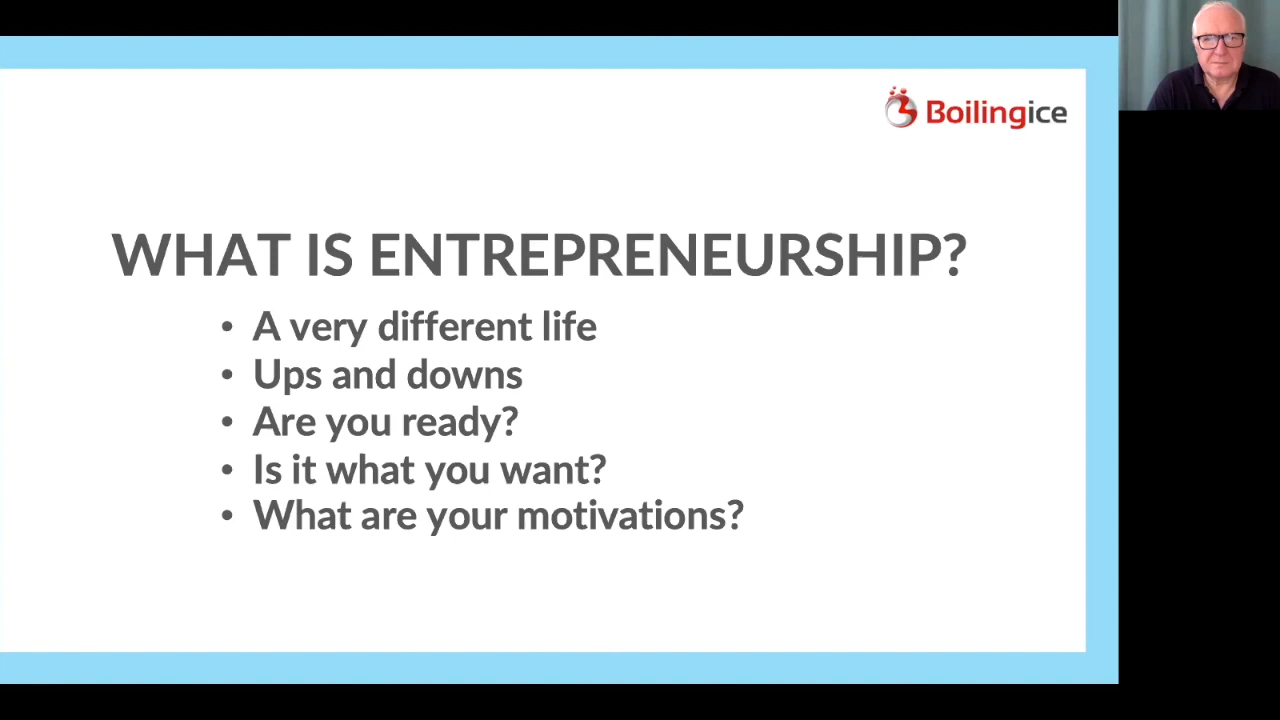 Boilingice
WHAT IS ENTREPRENEURSHIP?
• A very different life
• Ups and downs
• Are you ready?
• Is it what you want?
• What are your motivations?